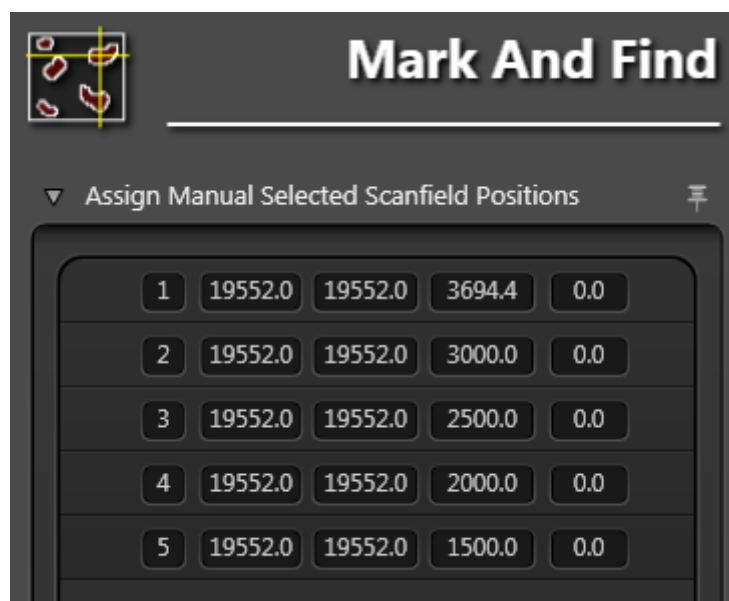 Mark And Find
Assign Manual Selected Scanfield Positions
1 19552.0 19552.0 3694.4 0.0
2 19552.0 19552.0 3000.0 0.0
3 19552.0 19552.0 2500.0 0.0
4 19552.0 19552.0 2000.0 0.0
5 19552.0 19552.0 1500.0 0.0